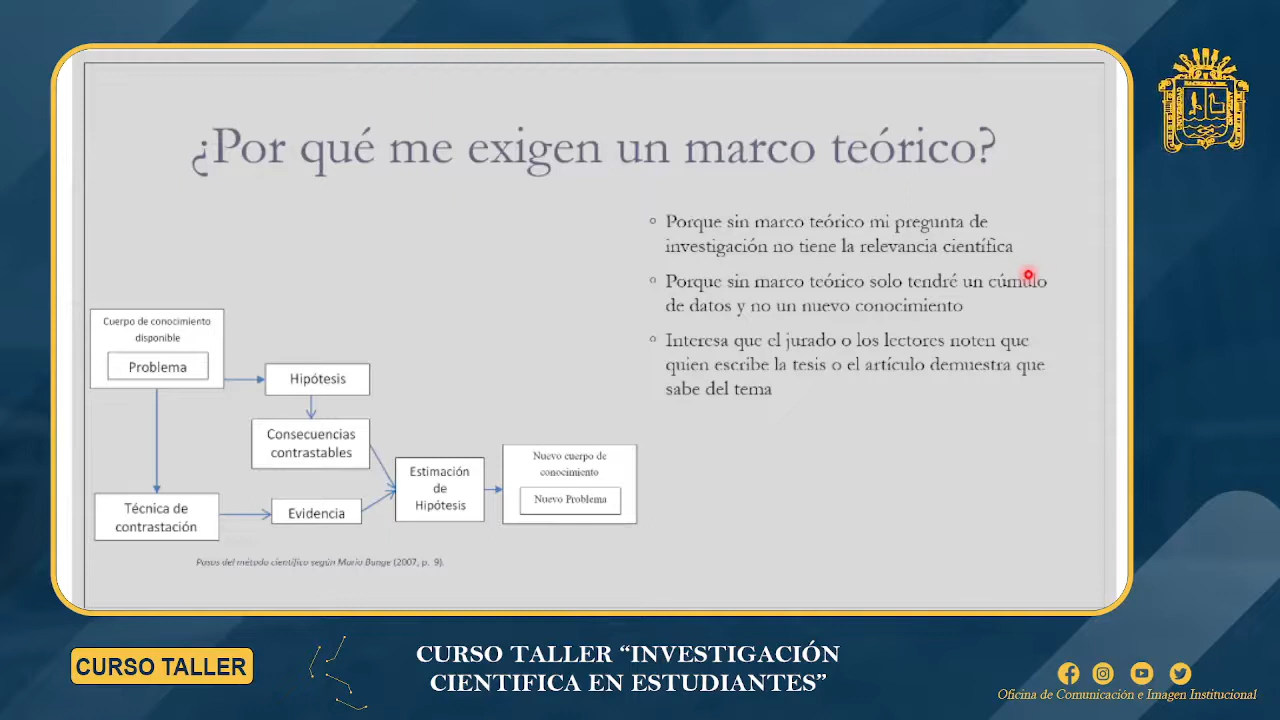 ¿Por qué me exigen un marco teórico?
Porque sin marco teórico mi pregunta de
investigación no tiene la relevancia científica
Porque sin marco teórico solo tendré un cúmulo
de datos y no un nuevo conocimiento
Interesa que el jurado o los lectores noten que
quien escribe la tesis o el artículo demuestra que
sabe del tema
Cuerpo de conocimiento
disponible
Problema
Hipótesis
Consecuencias
contrastables
Técnica de
contrastación
Evidencia
Estimación
de
Hipótesis
Nuevo cuerpo de
conocimiento
Nuevo Problema
Pasos del método científico según Mario Bunge (2007, p. 9).
CURSO TALLER
CURSO TALLER “INVESTIGACIÓN
CIENTIFICA EN ESTUDIANTES”
Oficina de Comunicación e Imagen Institucional